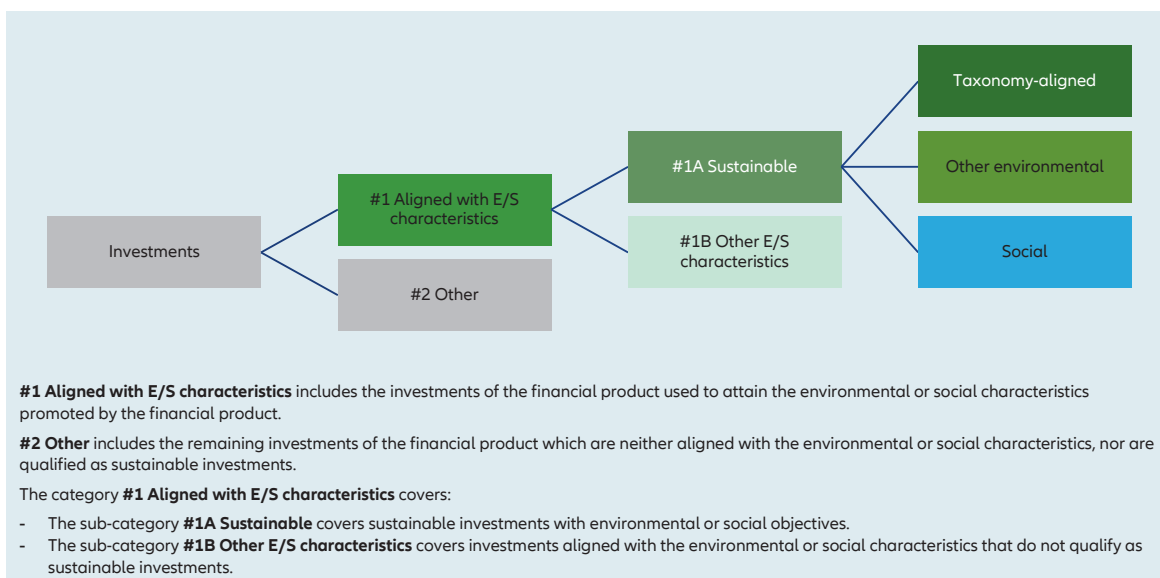 Taxonomy-aligned
#1A Sustainable
Other environmental
#1 Aligned with E/S
characteristics
Investments
#1B Other E/S
characteristics
Social
#2 Other
#1 Aligned with E/S characteristics includes the investments of the financial product used to attain the environmental or social characteristics
promoted by the financial product.
#2 Other includes the remaining investments of the financial product which are neither aligned with the environmental or social characteristics, nor are
qualified as sustainable investments.
The category #1 Aligned with E/S characteristics covers:
- The sub-category #1A Sustainable covers sustainable investments with environmental or social objectives.
- The sub-category #1B Other E/S characteristics covers investments aligned with the environmental or social characteristics that do not qualify as
sustainable investments.